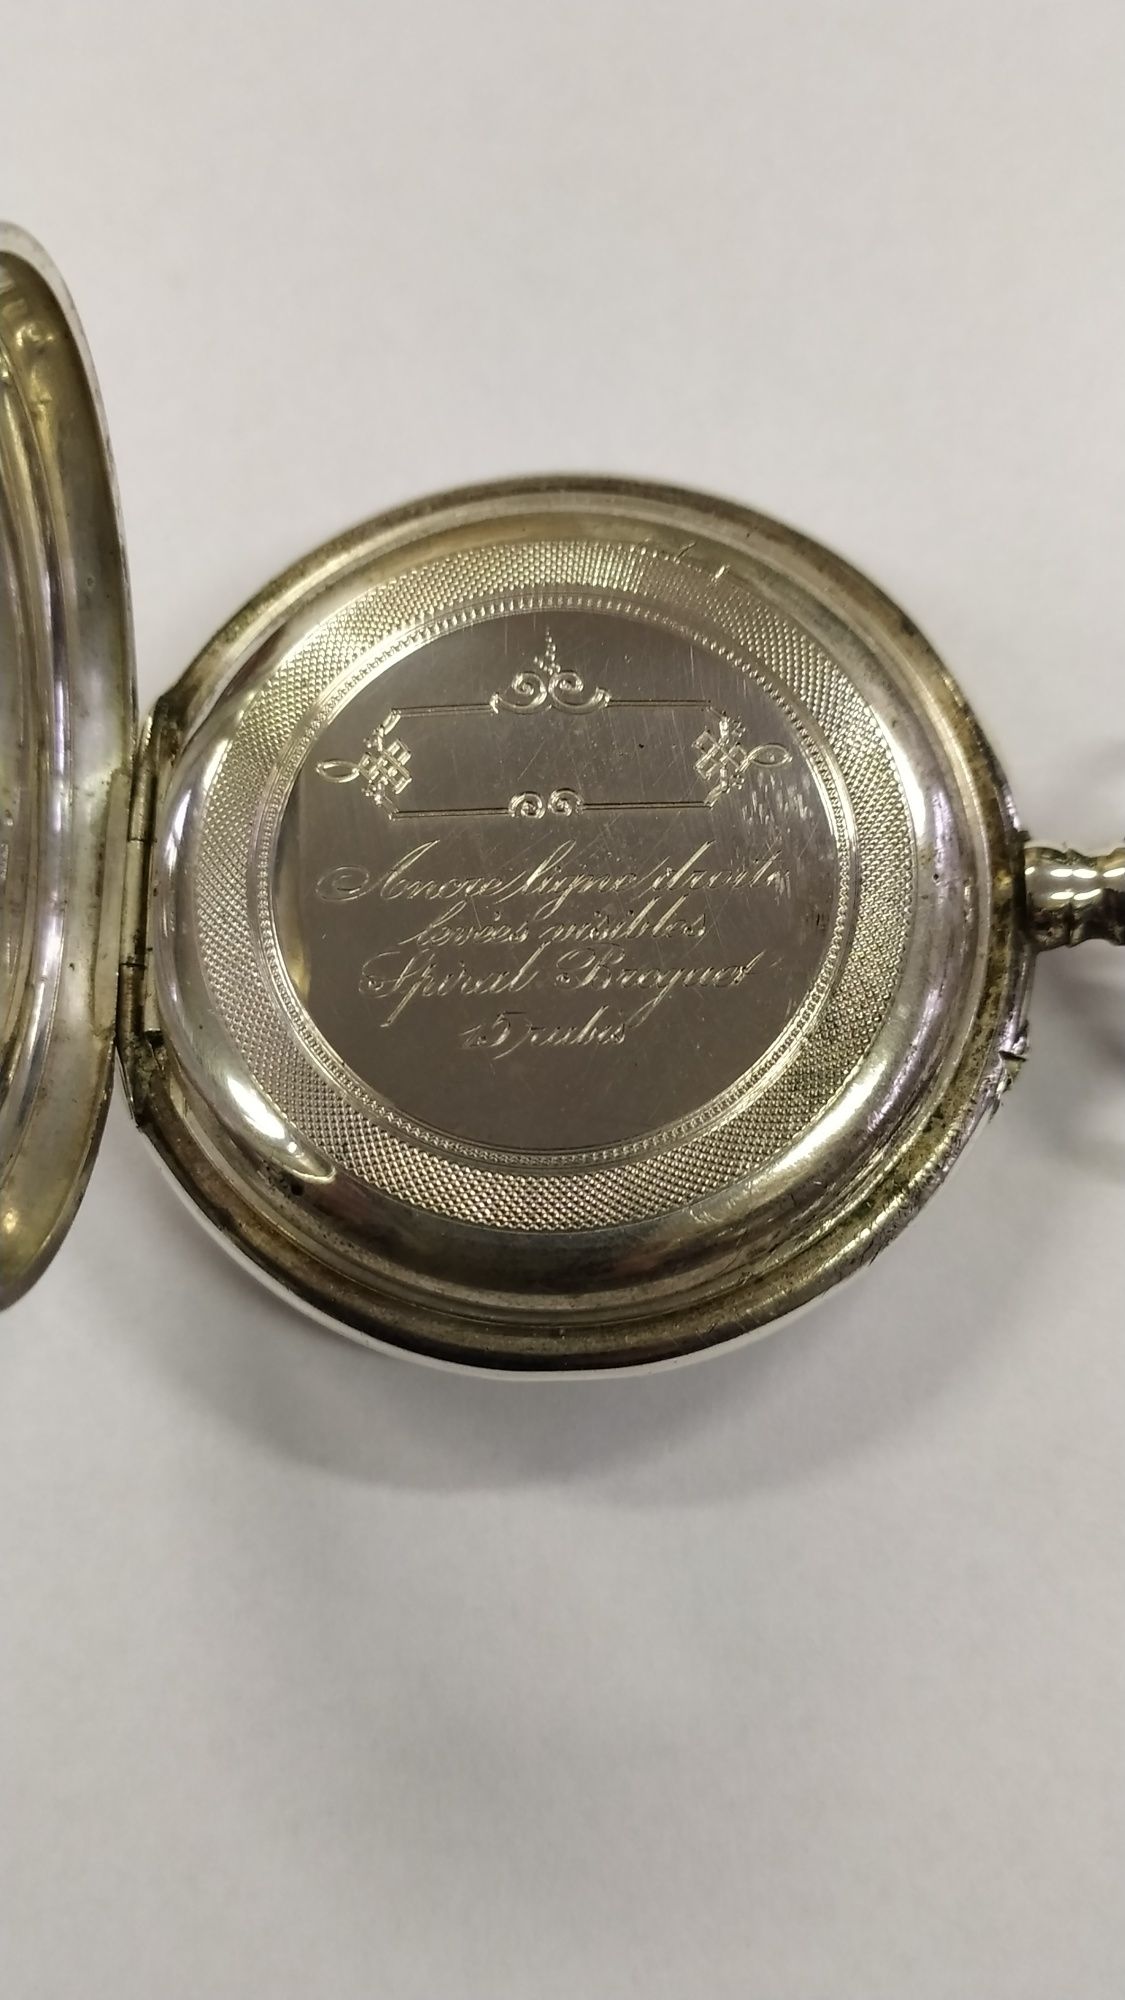 Ancre ligne droite
levées visibles
Spiral Breguet
15 rubis